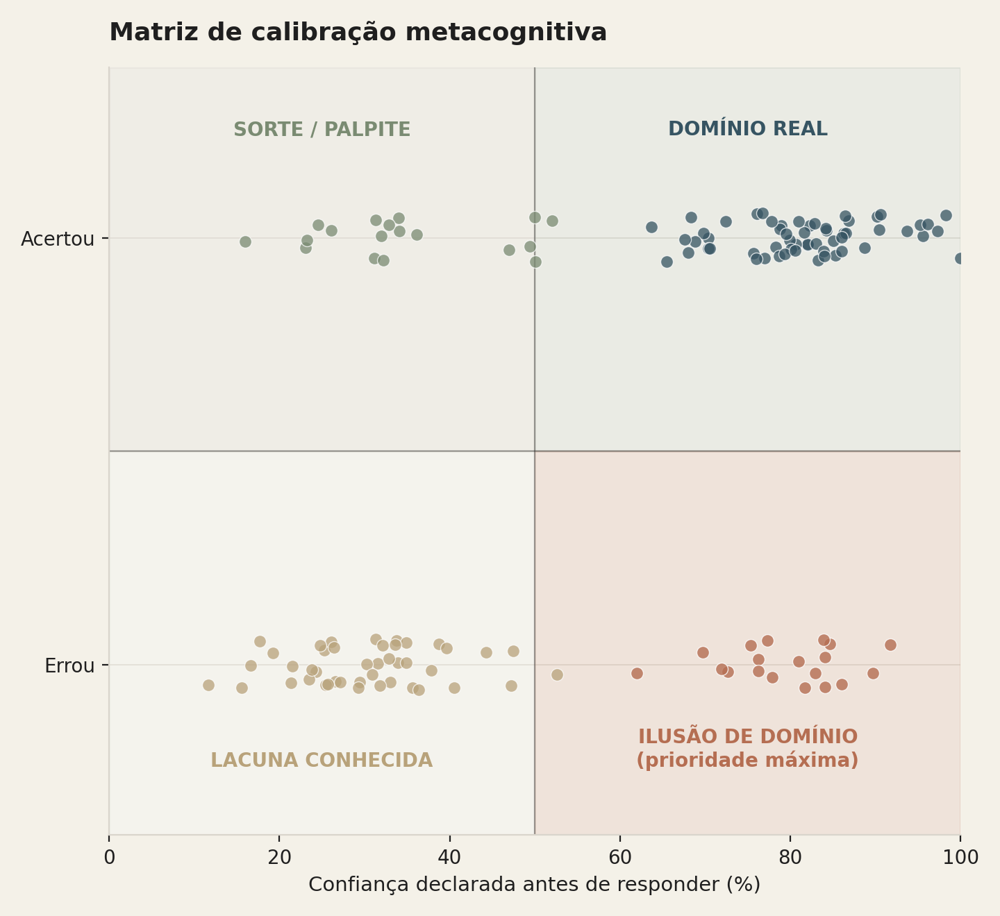 Matriz de calibração metacognitiva
SORTE / PALPITE
DOMÍNIO REAL
Acertou
Errou
LACUNA CONHECIDA
ILUSÃO DE DOMÍNIO
(prioridade máxima)
0
20
40
60
80
100
Confiança declarada antes de responder (%)